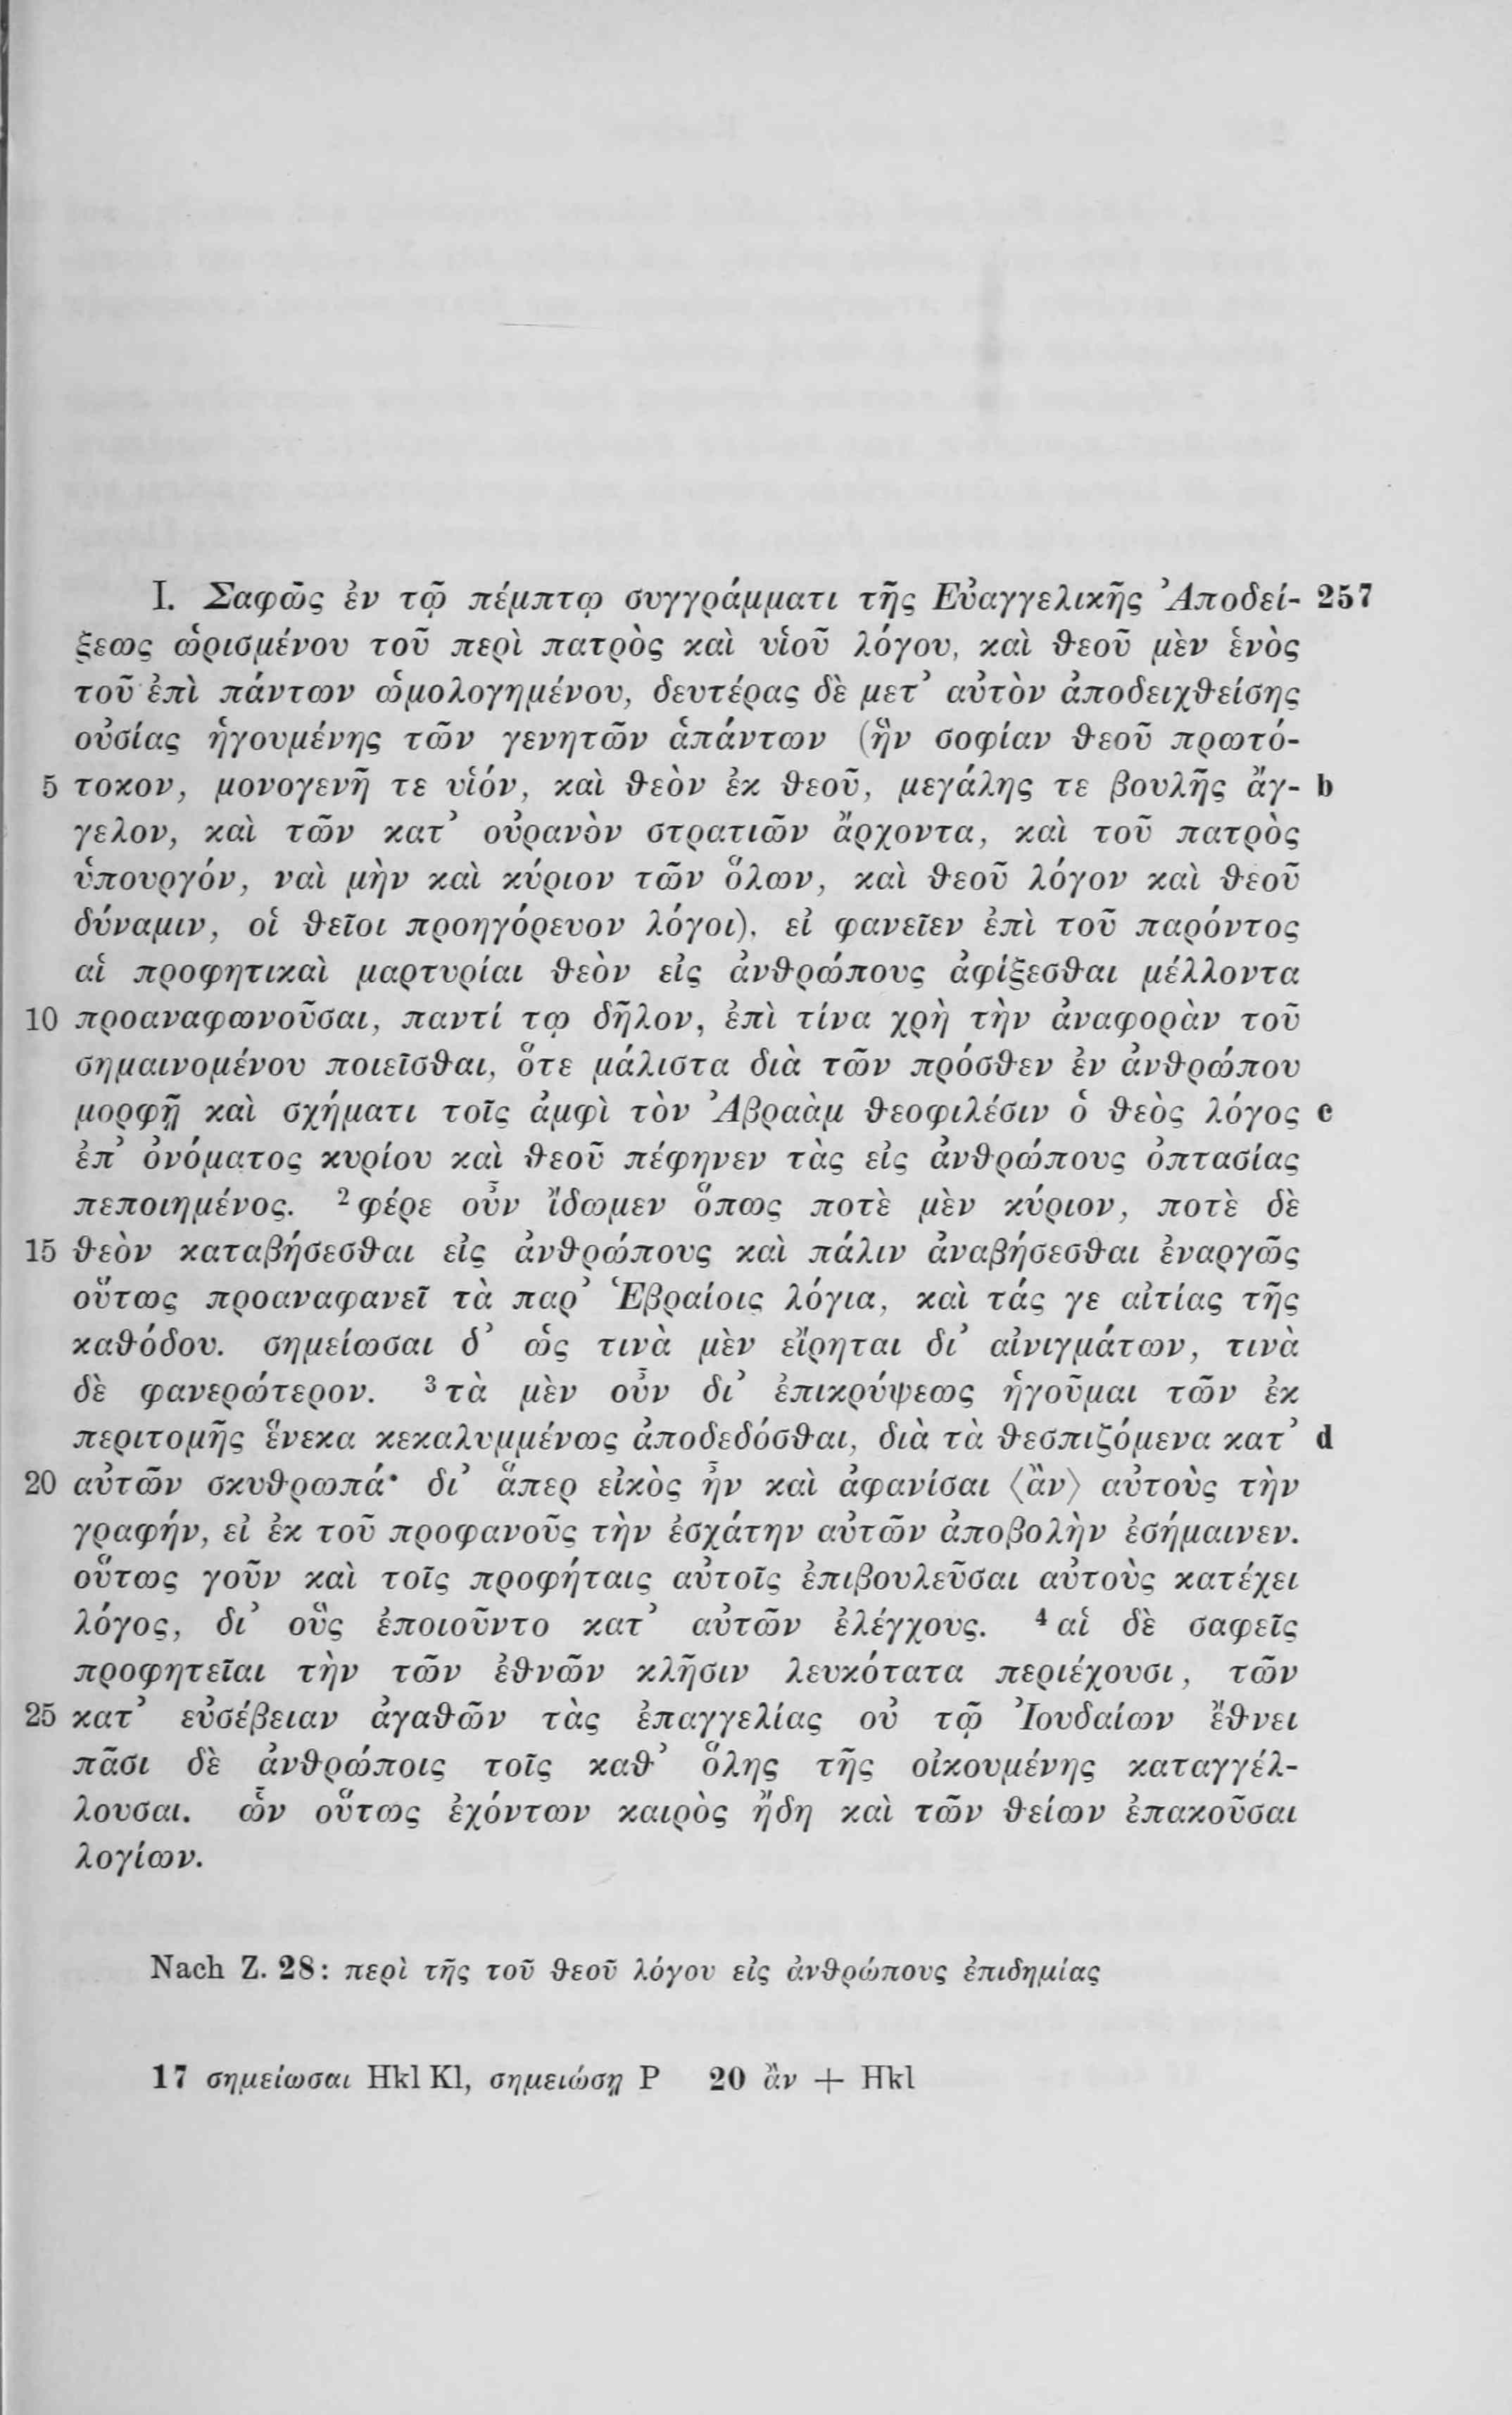 I. Σαφῶς ἐν τῷ πέμπτῳ συγγράμματι τῆς Εὐαγγελικῆς Ἀποδεί- 257
ξεως ὡρισμένου τοῦ περὶ πατρὸς καὶ υἱοῦ λόγου, καὶ θεοῦ μὲν ἑνὸς
τοῦ ἐπὶ πάντων ὡμολογημένου, δευτέρας δὲ μετ᾽ αὐτὸν ἀποδειχθείσης
οὐσίας ἡγουμένης τῶν γενητῶν ἁπάντων (ἣν σοφίαν θεοῦ πρωτό-
5 τοκον, μονογενῆ τε υἱόν, καὶ θεὸν ἐκ θεοῦ, μεγάλης τε βουλῆς ἄγ- b
γελον, καὶ τῶν κατ᾽ οὐρανὸν στρατιῶν ἄρχοντα, καὶ τοῦ πατρὸς
ὑπουργόν, ναὶ μὴν καὶ κύριον τῶν ὅλων, καὶ θεοῦ λόγον καὶ θεοῦ
δύναμιν, οἱ θεῖοι προηγόρευον λόγοι), εἰ φανεῖεν ἐπὶ τοῦ παρόντος
αἱ προφητικαὶ μαρτυρίαι θεὸν εἰς ἀνθρώπους ἀφίξεσθαι μέλλοντα
10 προαναφωνοῦσαι, παντί τῳ δῆλον, ἐπὶ τίνα χρὴ τὴν ἀναφορὰν τοῦ
σημαινομένου ποιεῖσθαι, ὅτε μάλιστα διὰ τῶν πρόσθεν ἐν ἀνθρώπου
μορφῇ καὶ σχήματι τοῖς ἀμφὶ τὸν Ἀβραὰμ θεοφιλέσιν ὁ θεὸς λόγος c
ἐπ᾽ ὀνόματος κυρίου καὶ θεοῦ πέφηνεν τὰς εἰς ἀνθρώπους ὀπτασίας
πεποιημένος. ² φέρε οὖν ἴδωμεν ὅπως ποτὲ μὲν κύριον, ποτὲ δὲ
15 θεὸν καταβήσεσθαι εἰς ἀνθρώπους καὶ πάλιν ἀναβήσεσθαι ἐναργῶς
οὕτως προαναφανεῖ τὰ παρ᾽ Ἑβραίοις λόγια, καὶ τάς γε αἰτίας τῆς
καθόδου. σημείωσαι δ᾽ ὡς τινὰ μὲν εἴρηται δι᾽ αἰνιγμάτων, τινὰ
δὲ φανερώτερον. ³ τὰ μὲν οὖν δι᾽ ἐπικρύψεως ἡγοῦμαι τῶν ἐκ
περιτομῆς ἕνεκα κεκαλυμμένως ἀποδεδόσθαι, διὰ τὰ θεσπιζόμενα κατ᾽ d
20 αὐτῶν σκυθρωπά· δι᾽ ἅπερ εἰκὸς ἦν καὶ ἀφανίσαι ⟨ἂν⟩ αὐτοὺς τὴν
γραφήν, εἰ ἐκ τοῦ προφανοῦς τὴν ἐσχάτην αὐτῶν ἀποβολὴν ἐσήμαινεν.
οὕτως γοῦν καὶ τοῖς προφήταις αὐτοῖς ἐπιβουλεῦσαι αὐτοὺς κατέχει
λόγος, δι᾽ οὓς ἐποιοῦντο κατ᾽ αὐτῶν ἐλέγχους. ⁴ αἱ δὲ σαφεῖς
προφητεῖαι τὴν τῶν ἐθνῶν κλῆσιν λευκότατα περιέχουσι, τῶν
25 κατ᾽ εὐσέβειαν ἀγαθῶν τὰς ἐπαγγελίας οὐ τῷ Ἰουδαίων ἔθνει
πᾶσι δὲ ἀνθρώποις τοῖς καθ᾽ ὅλης τῆς οἰκουμένης καταγγέλ-
λουσαι. ὧν οὕτως ἐχόντων καιρὸς ἤδη καὶ τῶν θείων ἐπακοῦσαι
λογίων.
Nach Z. 28: περὶ τῆς τοῦ θεοῦ λόγου εἰς ἀνθρώπους ἐπιδημίας
17 σημείωσαι Hkl Kl, σημειώσῃ P 20 ἂν + Hkl